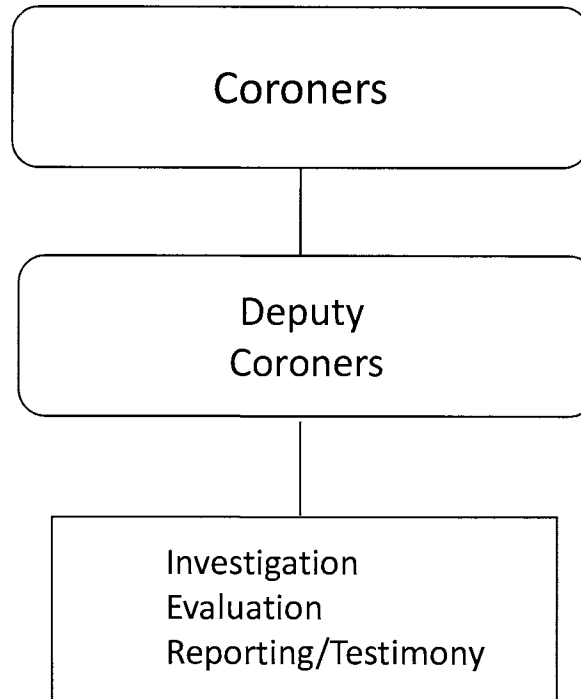 Coroners
Deputy
Coroners
Investigation
Evaluation
Reporting/Testimony